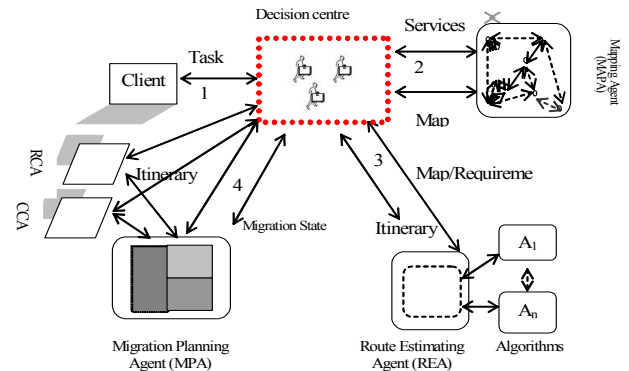 Decision centre
Services
Task
Client
1
2
Mapping Agent
(MAPA)
Map
RCA
Itinerary
3
Map/Requireme
4
CCA
Migration State
Itinerary
A1
An
Migration Planning
Agent (MPA)
Route Estimating
Agent (REA)
Algorithms